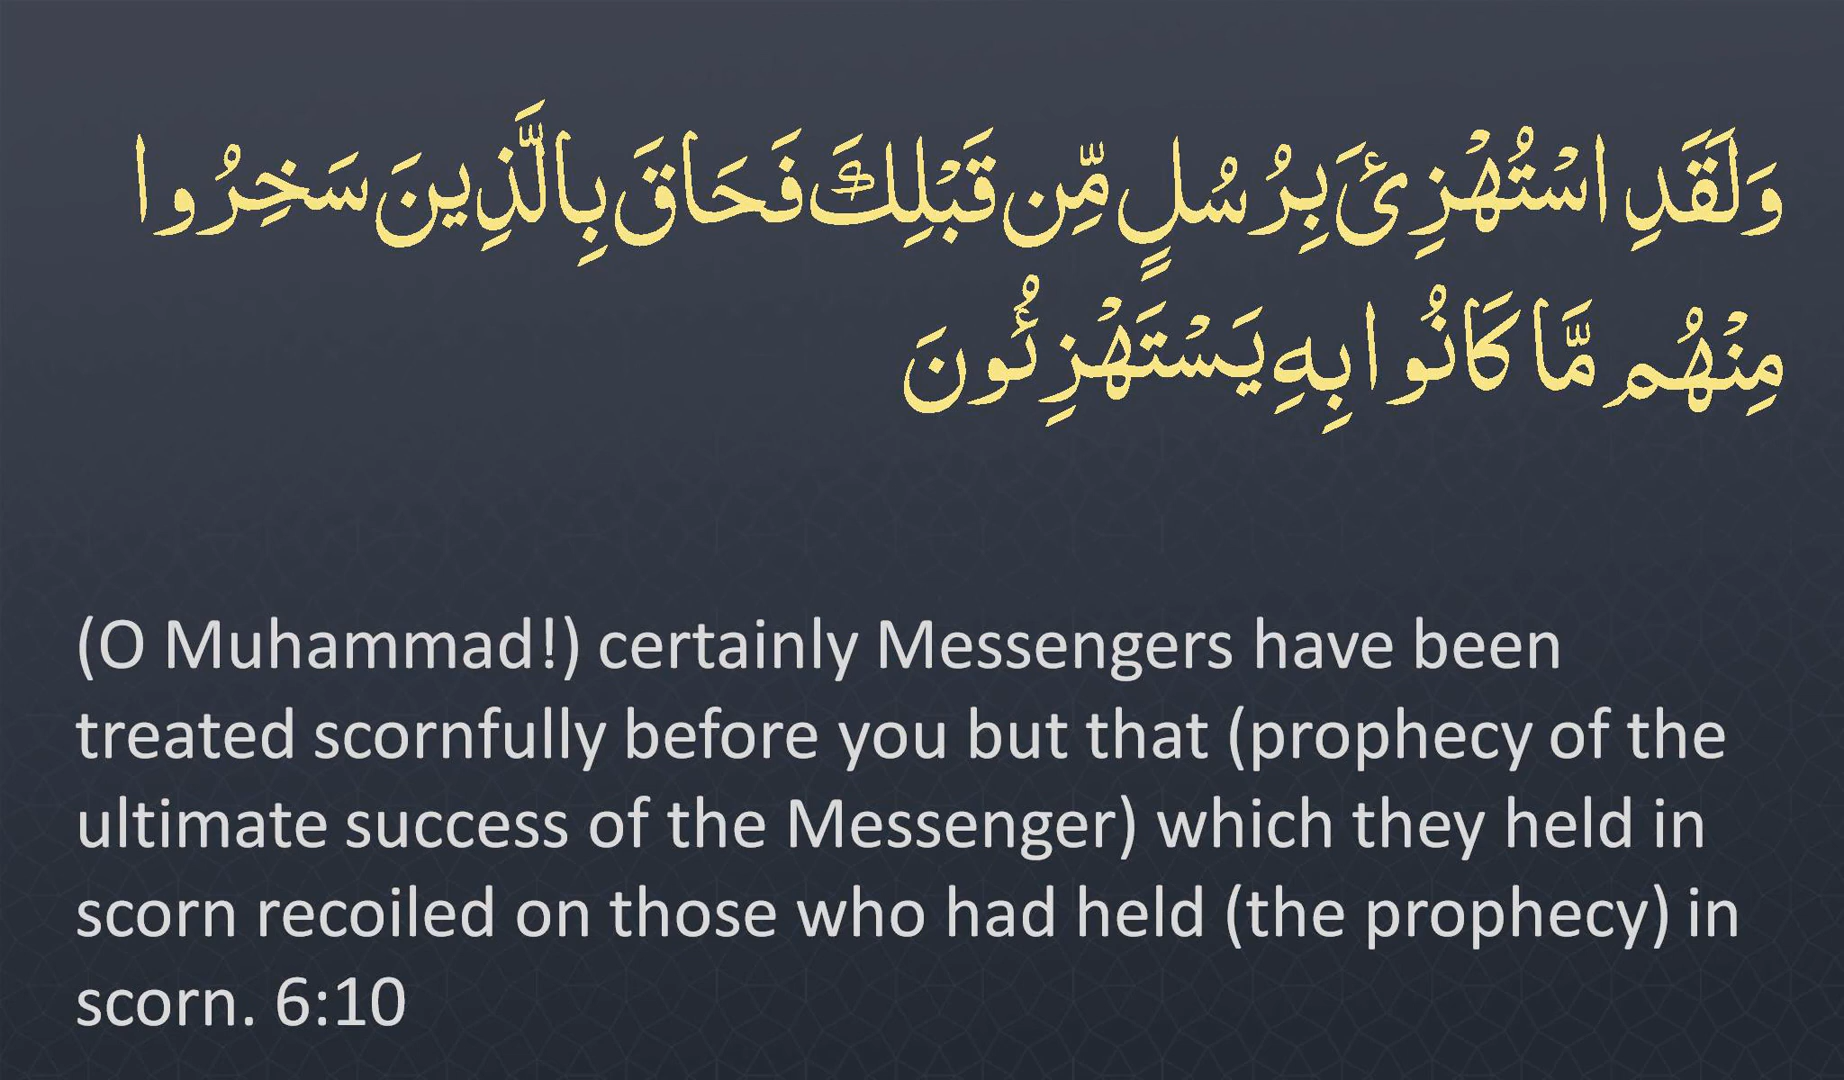 وَلَقَدِ اسْتُهْزِئَ بِرُسُلٍ مِّن قَبْلِكَ فَحَاقَ بِالَّذِينَ سَخِرُوا
مِنْهُم مَّا كَانُوا بِهِ يَسْتَهْزِئُونَ
(O Muhammad!) certainly Messengers have been
treated scornfully before you but that (prophecy of the
ultimate success of the Messenger) which they held in
scorn recoiled on those who had held (the prophecy) in
scorn. 6:10